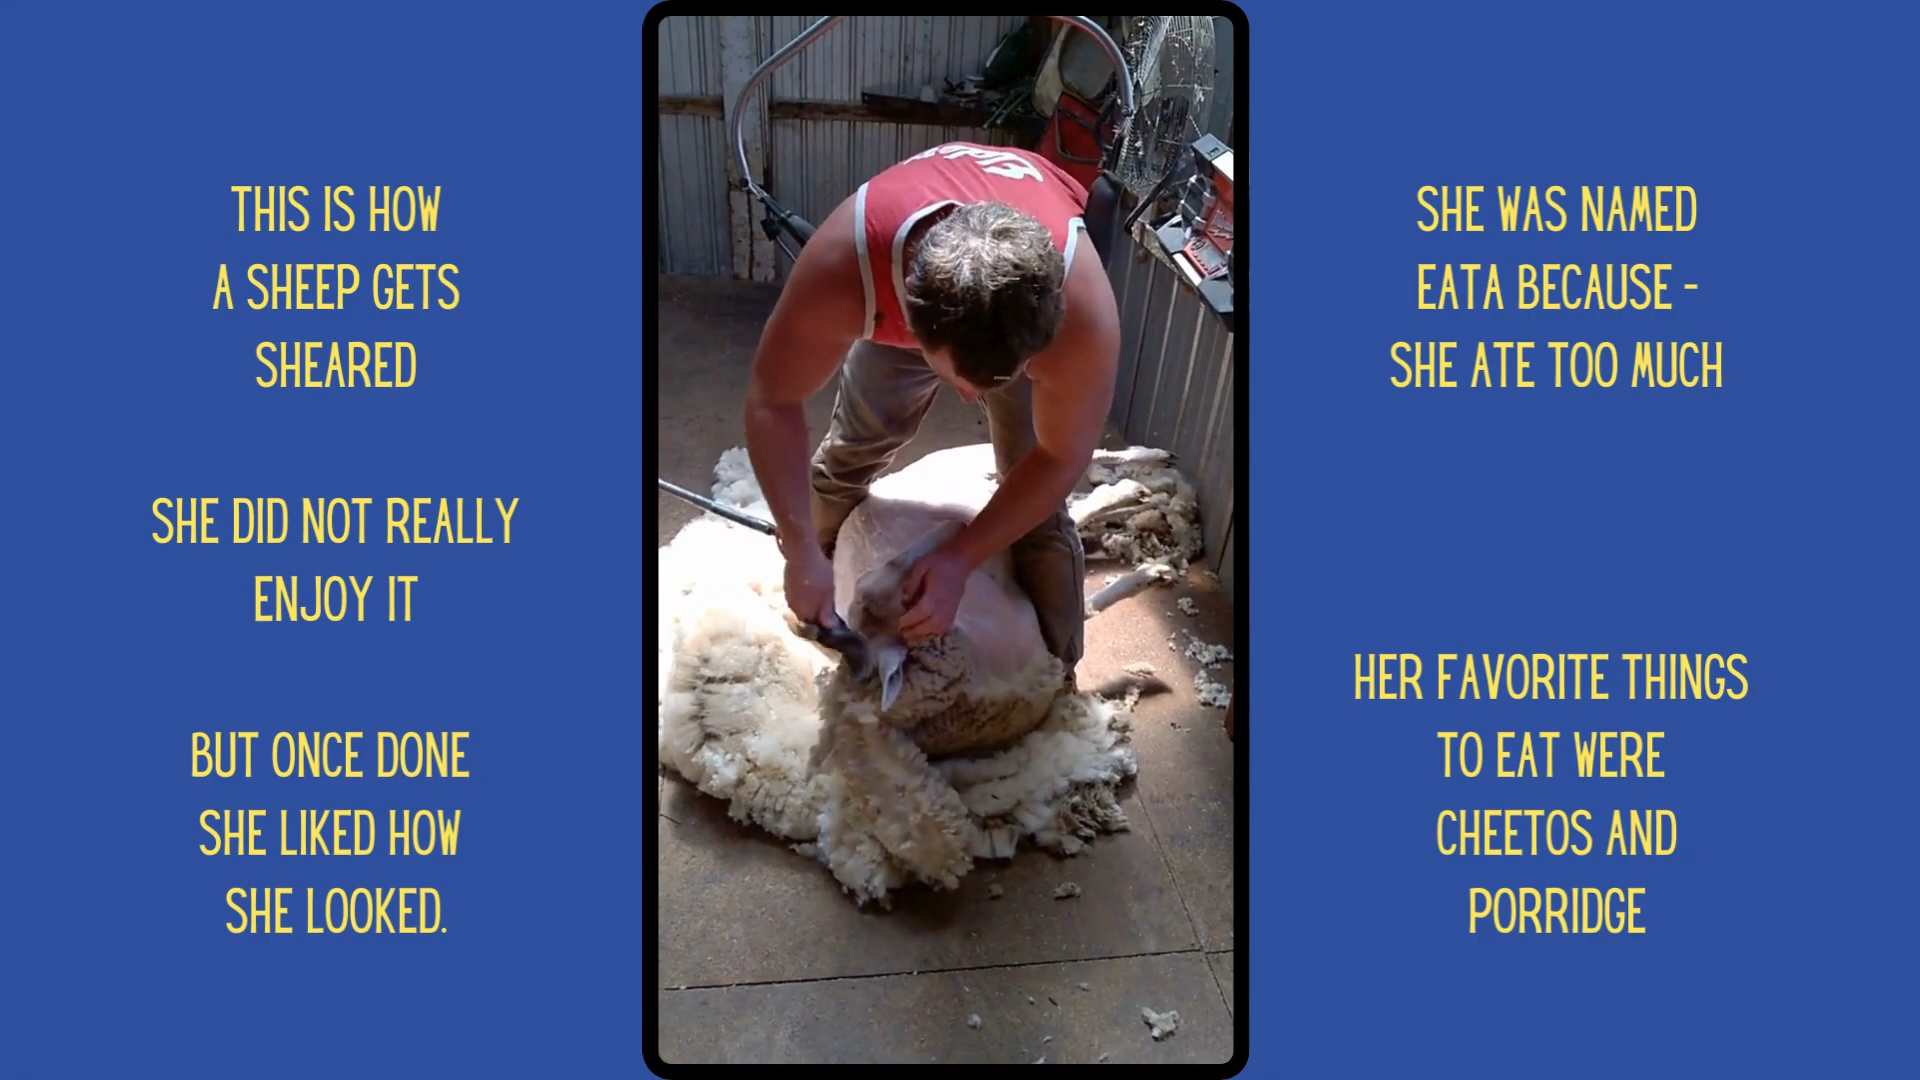 THIS IS HOW
A SHEEP GETS
SHEARED
SHE DID NOT REALLY
ENJOY IT
BUT ONCE DONE
SHE LIKED HOW
SHE LOOKED.
SHE WAS NAMED
EATA BECAUSE -
SHE ATE TOO MUCH
HER FAVORITE THINGS
TO EAT WERE
CHEETOS AND
PORRIDGE